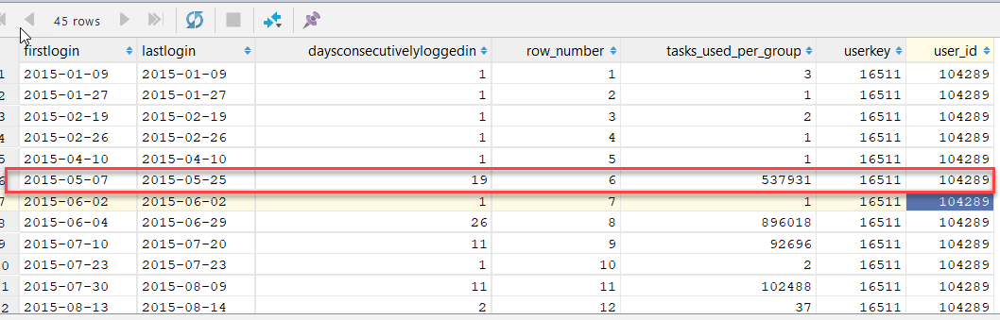 45 rows
firstlogin lastlogin daysconsecutivelyloggedin row_number tasks_used_per_group userkey user_id
1 2015-01-09 2015-01-09 1 1 3 16511 104289
2 2015-01-27 2015-01-27 1 2 1 16511 104289
3 2015-02-19 2015-02-19 1 3 2 16511 104289
4 2015-02-26 2015-02-26 1 4 1 16511 104289
5 2015-04-10 2015-04-10 1 5 1 16511 104289
6 2015-05-07 2015-05-25 19 6 537931 16511 104289
7 2015-06-02 2015-06-02 1 7 1 16511 104289
8 2015-06-04 2015-06-29 26 8 896018 16511 104289
9 2015-07-10 2015-07-20 11 9 92696 16511 104289
0 2015-07-23 2015-07-23 1 10 2 16511 104289
1 2015-07-30 2015-08-09 11 11 102488 16511 104289
2 2015-08-13 2015-08-14 2 12 37 16511 104289